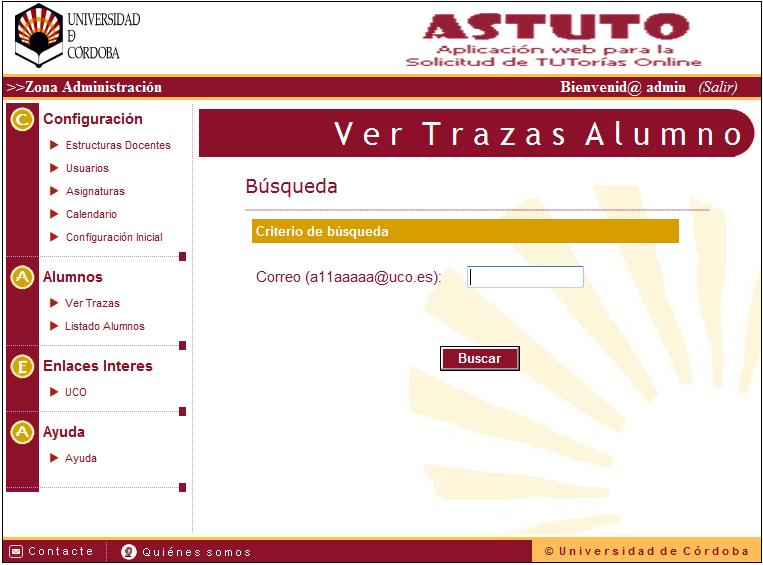 UNIVERSIDAD
D
CÓRDOBA
ASTUTO
Aplicación web para la
Solicitud de TUTorías Online
>>Zona Administración
Bienvenid@ admin (Salir)
C Configuración
Estructuras Docentes
Usuarios
Asignaturas
Calendario
Configuración Inicial
A Alumnos
Ver Trazas
Listado Alumnos
E Enlaces Interes
UCO
A Ayuda
Ayuda
Ver Trazas Alumno
Búsqueda
Criterio de búsqueda
Correo (a11aaaaa@uco.es):
Buscar
Contacte
Quiénes somos
© Universidad de Córdoba